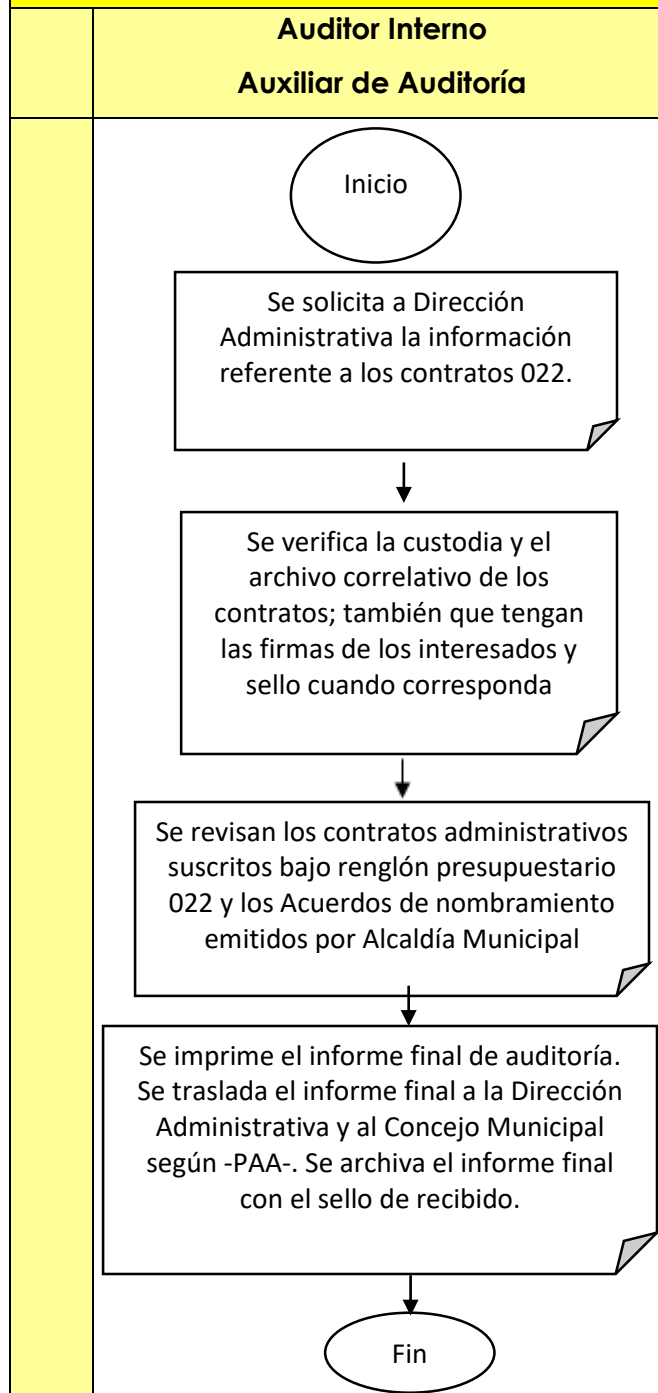 Auditor Interno
Auxiliar de Auditoría
Inicio
Se solicita a Dirección
Administrativa la información
referente a los contratos 022.
Se verifica la custodia y el
archivo correlativo de los
contratos; también que tengan
las firmas de los interesados y
sello cuando corresponda
Se revisan los contratos administrativos
suscritos bajo renglón presupuestario
022 y los Acuerdos de nombramiento
emitidos por Alcaldía Municipal
Se imprime el informe final de auditoría.
Se traslada el informe final a la Dirección
Administrativa y al Concejo Municipal
según -PAA-. Se archiva el informe final
con el sello de recibido.
Fin